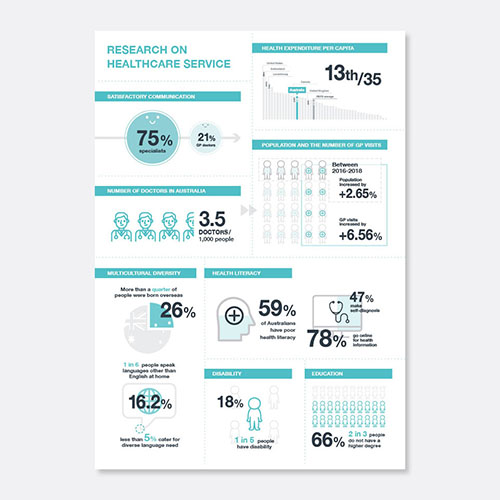 RESEARCH ON
HEALTHCARE SERVICE
HEALTH EXPENDITURE PER CAPITA
United States
Luxembourg
Australia
United Kingdom
13th/35
SATISFACTORY COMMUNICATION
75%
specialists
21%
GP doctors
POPULATION AND THE NUMBER OF GP VISITS
Between
2016-2018
Population
increased by
+2.65%
GP visits
increased by
+6.56%
NUMBER OF DOCTORS IN AUSTRALIA
3.5
DOCTORS/
1,000 people
MULTICULTURAL DIVERSITY
More than a quarter of
people were born overseas
26%
1 in 6 people speak
languages other than
English at home
16.2%
less than 5% cater for
diverse language need
HEALTH LITERACY
59%
of Australians
have poor
health literacy
47%
make
self-diagnosis
78%
go online
for health
information
DISABILITY
18%
1 in 6 people
have disability
EDUCATION
66%
2 in 3 people
do not have a
higher degree